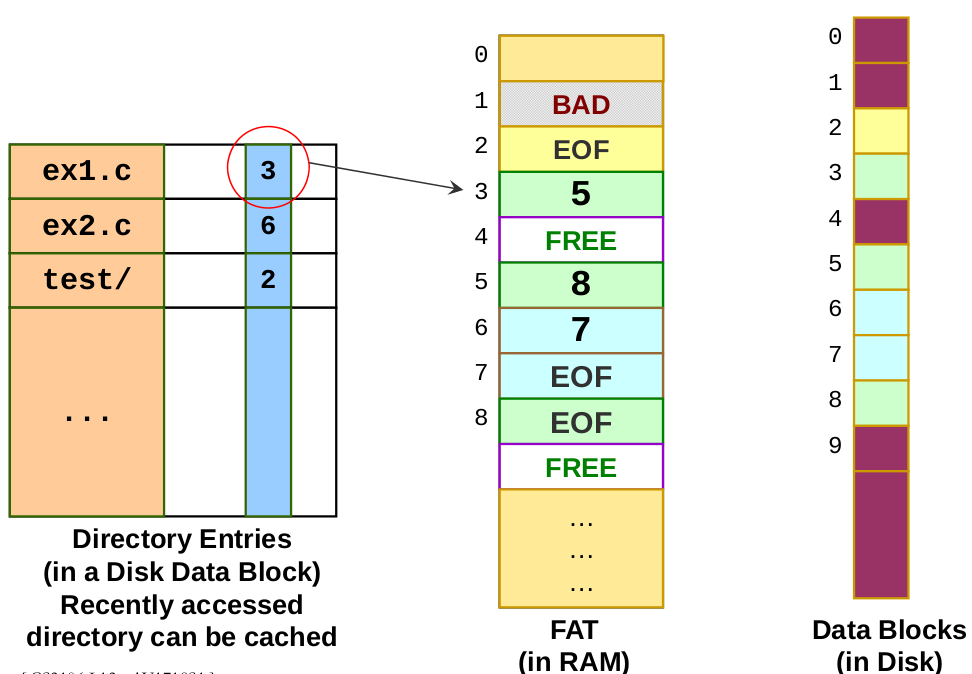 ex1.c 3
ex2.c 6
test/ 2
...
Directory Entries
(in a Disk Data Block)
Recently accessed
directory can be cached
0
1 BAD
2 EOF
3 5
4 FREE
5 8
6 7
7 EOF
8 EOF
FREE
...
...
...
FAT
(in RAM)
0
1
2
3
4
5
6
7
8
9
Data Blocks
(in Disk)